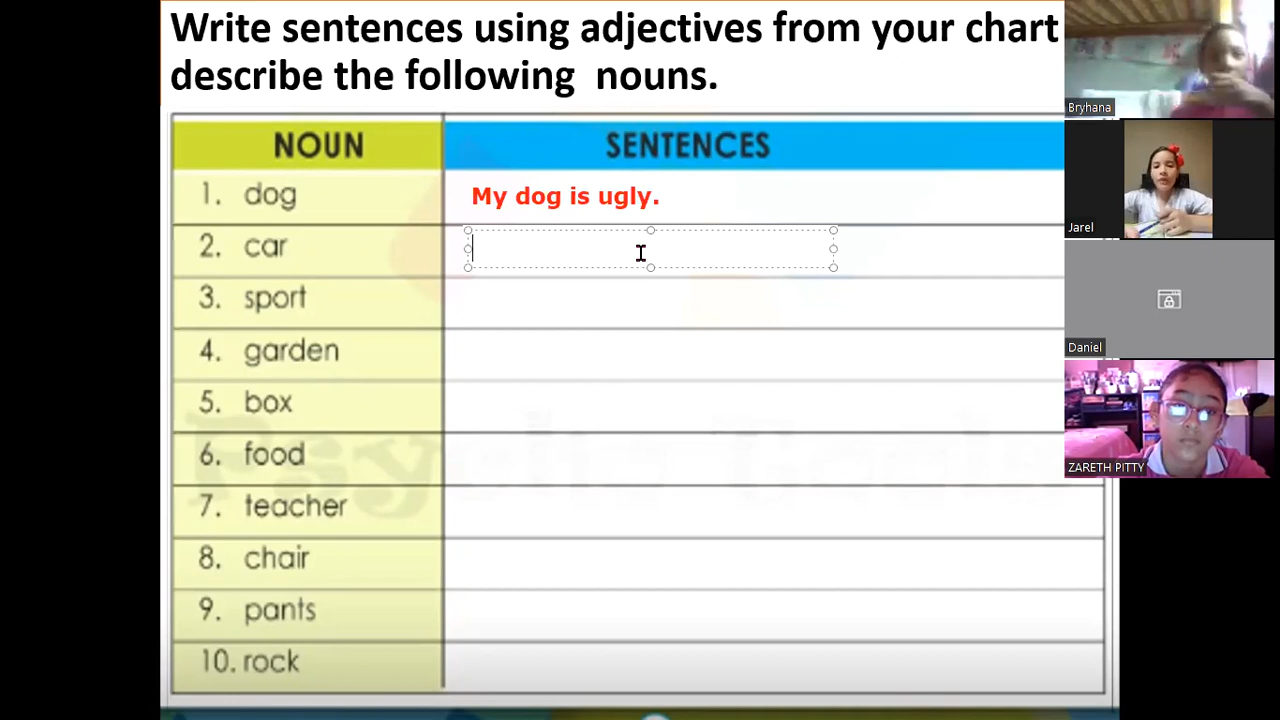 Write sentences using adjectives from your chart
describe the following nouns.
NOUN SENTENCES
1. dog My dog is ugly.
2. car
3. sport
4. garden
5. box
6. food
7. teacher
8. chair
9. pants
10. rock
Bryhana
Jarel
Daniel
ZARETH PITTY